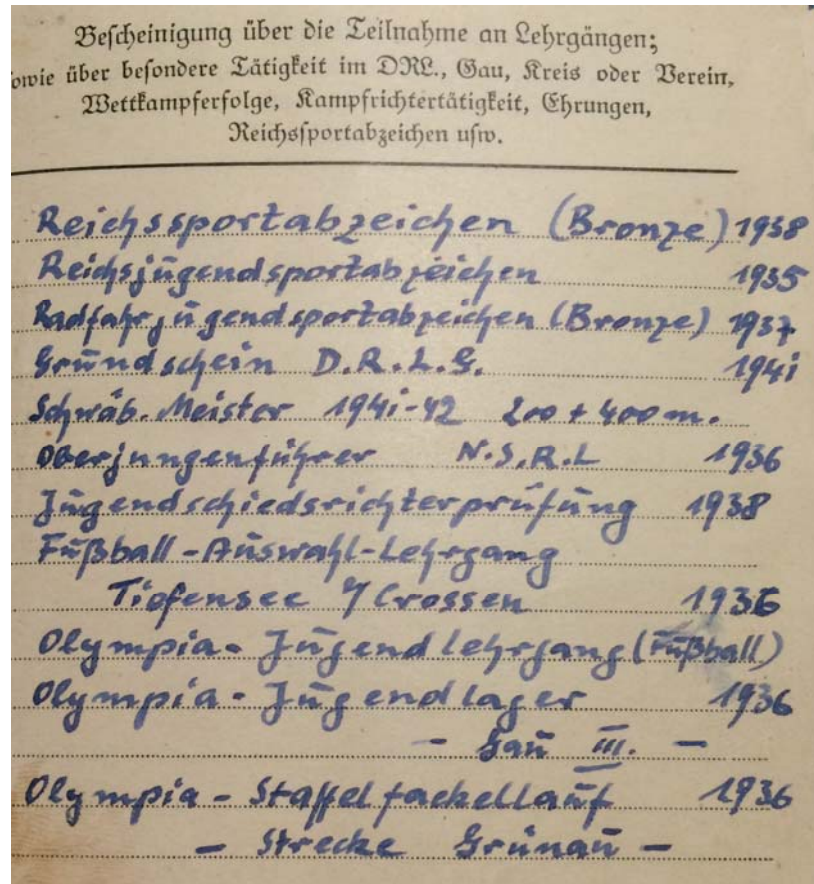 Bescheinigung über die Teilnahme an Lehrgängen;
sowie über besondere Tätigkeit im DRL., Gau, Kreis oder Verein,
Wettkampferfolge, Kampfrichtertätigkeit, Ehrungen,
Reichssportabzeichen usw.
Reichssportabzeichen (Bronze) 1938
Reichsjugendsportabzeichen 1935
Radfahrjugendsportabzeichen (Bronze) 1937
Grundschein D.R.L.G. 1941
Schwäb. Meister 1941-42 200 + 400 m.
Oberjungenführer N.S.R.L 1936
Jugendschiedsrichterprüfung 1938
Fußball-Auswahl-Lehrgang
Tiefensee Crossen 1936
Olympia-Jugendlehrgang (Fußball)
Olympia-Jugendlager 1936
- Gau III. -
Olympia-Staffelfackellauf 1936
- Strecke Grünau -